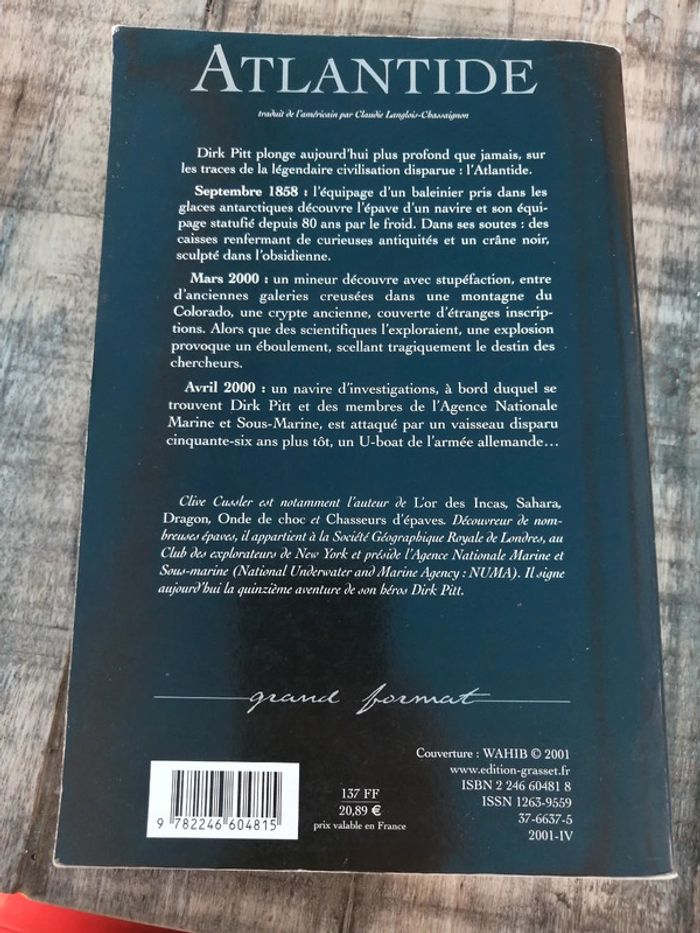 ATLANTIDE
traduit de l'américain par Claudie Langlois-Chassaignon
Dirk Pitt plonge aujourd'hui plus profond que jamais, sur
les traces de la légendaire civilisation disparue : l'Atlantide.
Septembre 1858 : l'équipage d'un baleinier pris dans les
glaces antarctiques découvre l'épave d'un navire et son équi-
page statufié depuis 80 ans par le froid. Dans ses soutes : des
caisses renfermant de curieuses antiquités et un crâne noir,
sculpté dans l'obsidienne.
Mars 2000 : un mineur découvre avec stupéfaction, entre
d'anciennes galeries creusées dans une montagne du
Colorado, une crypte ancienne, couverte d'étranges inscrip-
tions. Alors que des scientifiques l'exploraient, une explosion
provoque un éboulement, scellant tragiquement le destin des
chercheurs.
Avril 2000 : un navire d'investigations, à bord duquel se
trouvent Dirk Pitt et des membres de l'Agence Nationale
Marine et Sous-Marine, est attaqué par un vaisseau disparu
cinquante-six ans plus tôt, un U-boat de l'armée allemande...
Clive Cussler est notamment l'auteur de L'or des Incas, Sahara,
Dragon, Onde de choc et Chasseurs d'épaves. Découvreur de nom-
breuses épaves, il appartient à la Société Géographique Royale de Londres, au
Club des explorateurs de New York et préside l'Agence Nationale Marine et
Sous-marine (National Underwater and Marine Agency : NUMA). Il signe
aujourd'hui la quinzième aventure de son héros Dirk Pitt.
grand format
Couverture : WAHIB © 2001
www.edition-grasset.fr
ISBN 2 246 60481 8
ISSN 1263-9559
37-6637-5
2001-IV
137 FF
20,89 €
prix valable en France
9 782246 604815